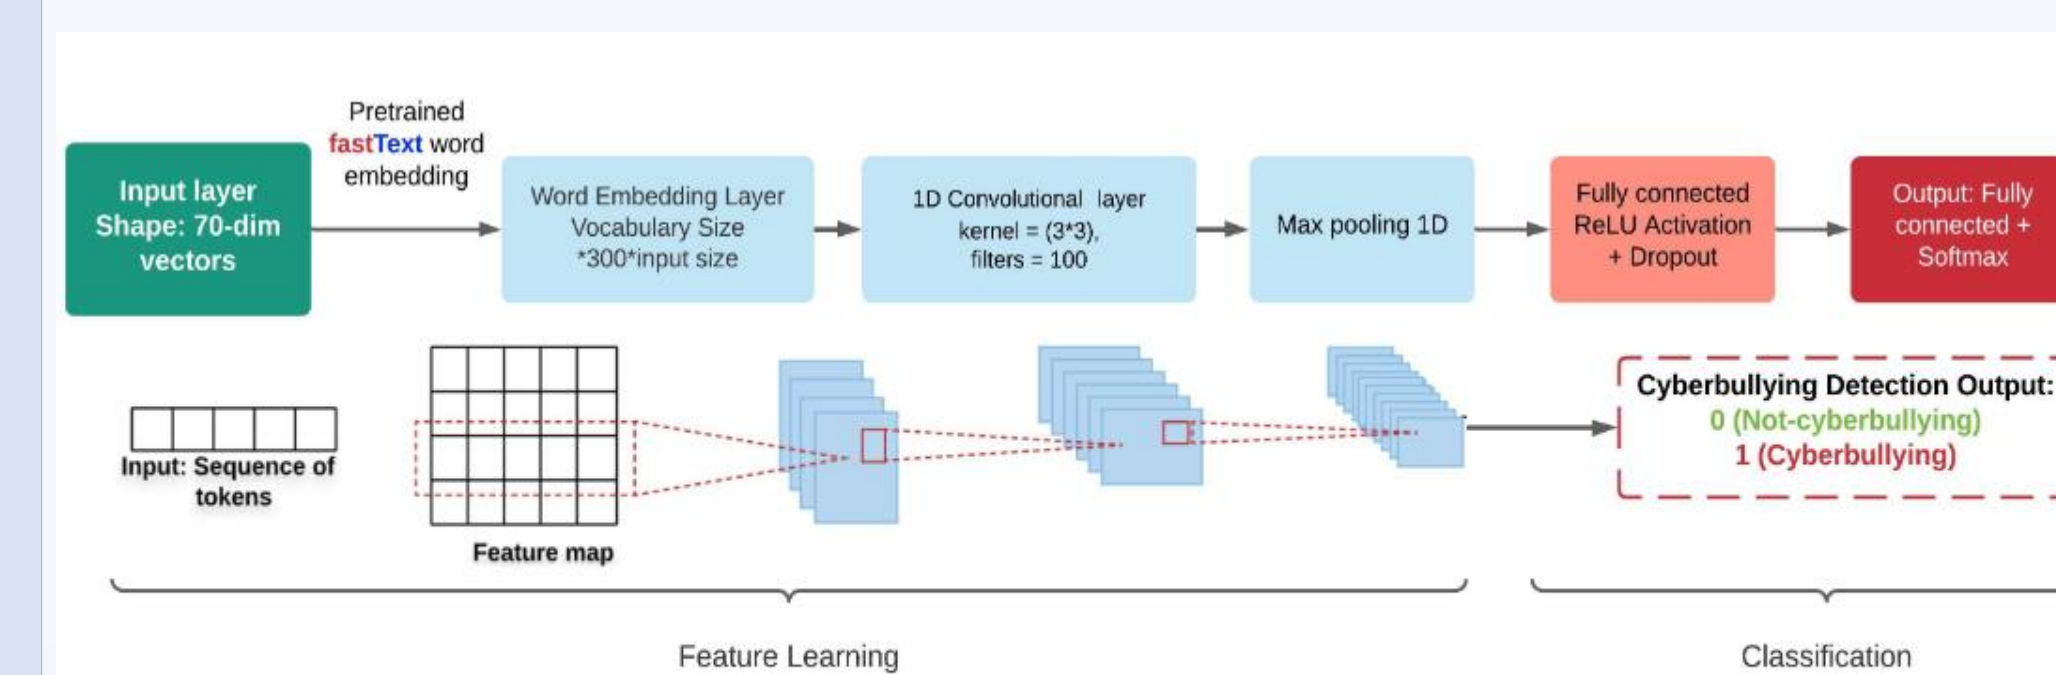 Input layer
Shape: 70-dim
vectors
Pretrained
fastText word
embedding
Word Embedding Layer
Vocabulary Size
*300*input size
1D Convolutional layer
kernel = (3*3),
filters = 100
Max pooling 1D
Fully connected
ReLU Activation
+ Dropout
Output: Fully
connected +
Softmax
Input: Sequence of
tokens
Feature map
Cyberbullying Detection Output:
0 (Not-cyberbullying)
1 (Cyberbullying)
Feature Learning
Classification